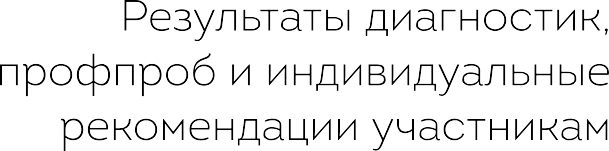 Результаты диагностик,
профпроб и индивидуальные
рекомендации участникам